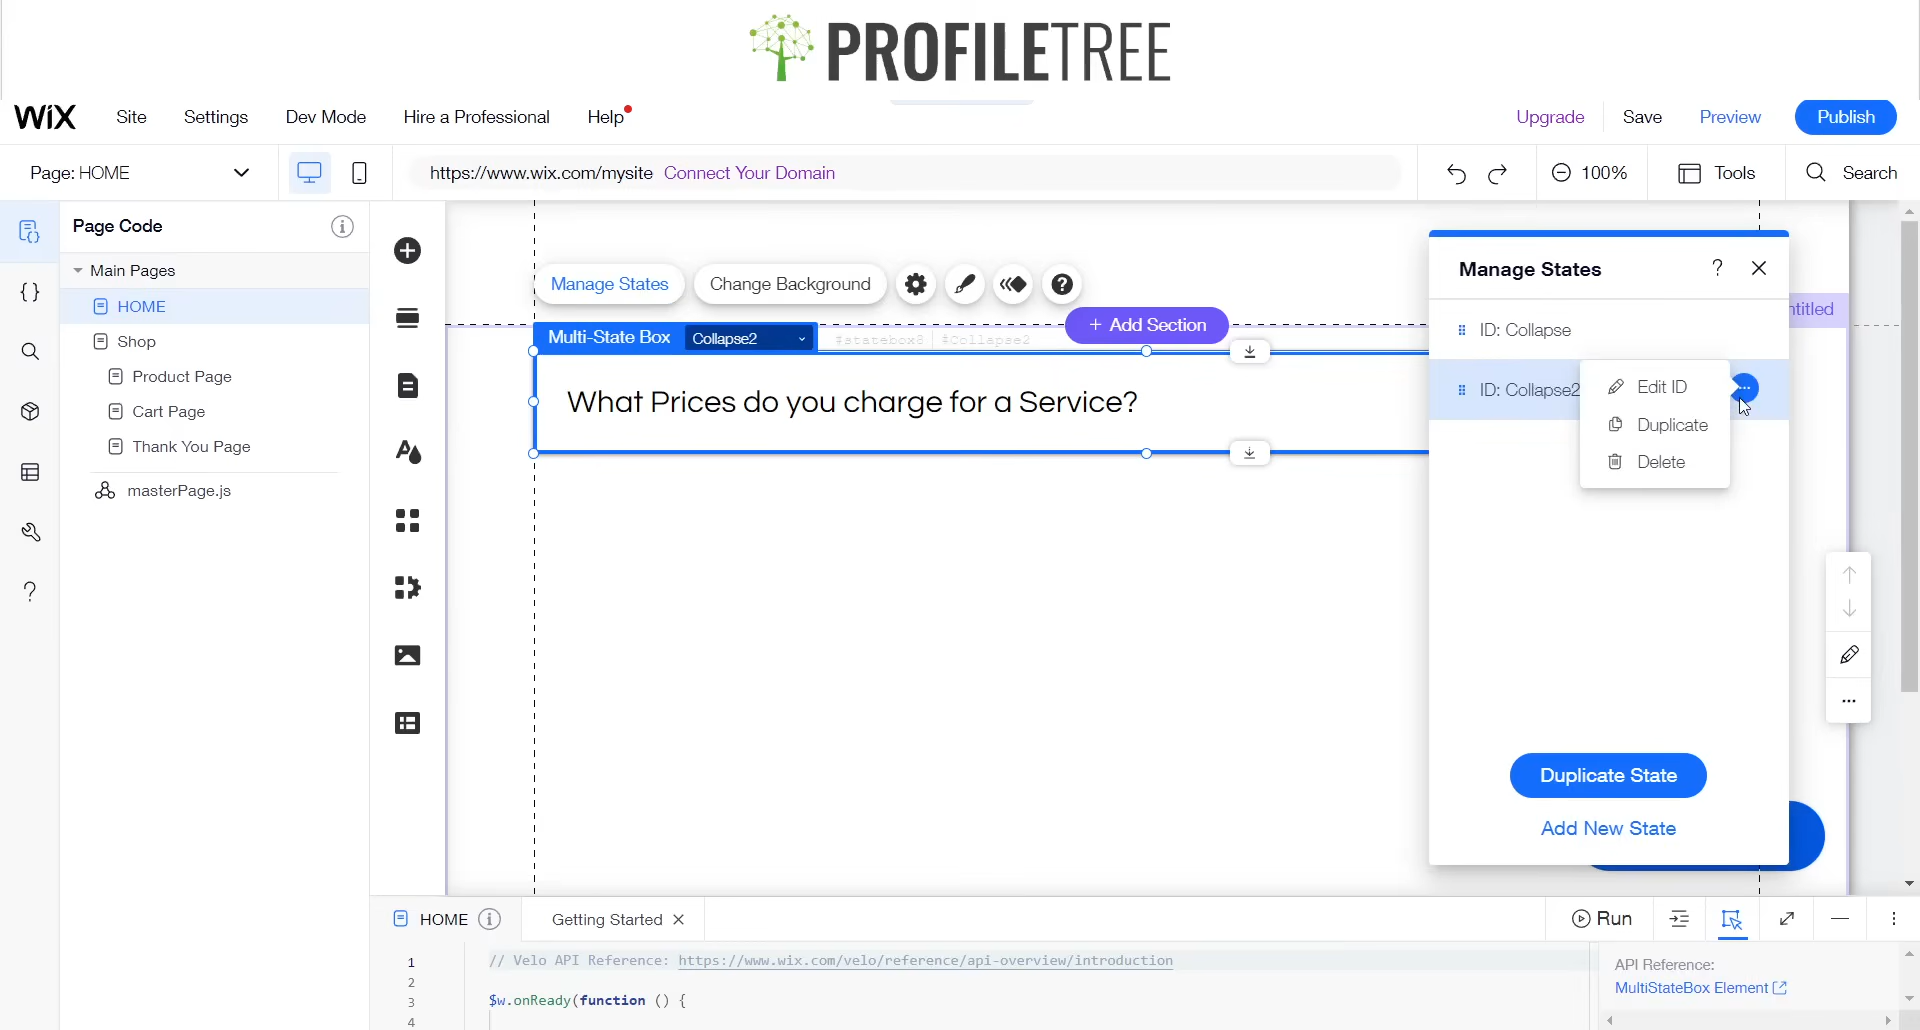 PROFILETREE
WiX
Site
Settings
Dev Mode
Hire a Professional
Help
Upgrade
Save
Preview
Publish
Page: HOME
https://www.wix.com/mysite Connect Your Domain
100%
Tools
Search
Page Code
Main Pages
HOME
Shop
Product Page
Cart Page
Thank You Page
masterPage.js
Manage States
Change Background
+ Add Section
Multi-State Box
Collapse2
#statebox8
#Collapse2
What Prices do you charge for a Service?
Manage States
?
ntitled
ID: Collapse
ID: Collapse2
Edit ID
Duplicate
Delete
Duplicate State
Add New State
HOME
Getting Started
Run
1 // Velo API Reference: https://www.wix.com/velo/reference/api-overview/introduction
2
3 $w.onReady(function () {
4
API Reference:
MultiStateBox Element